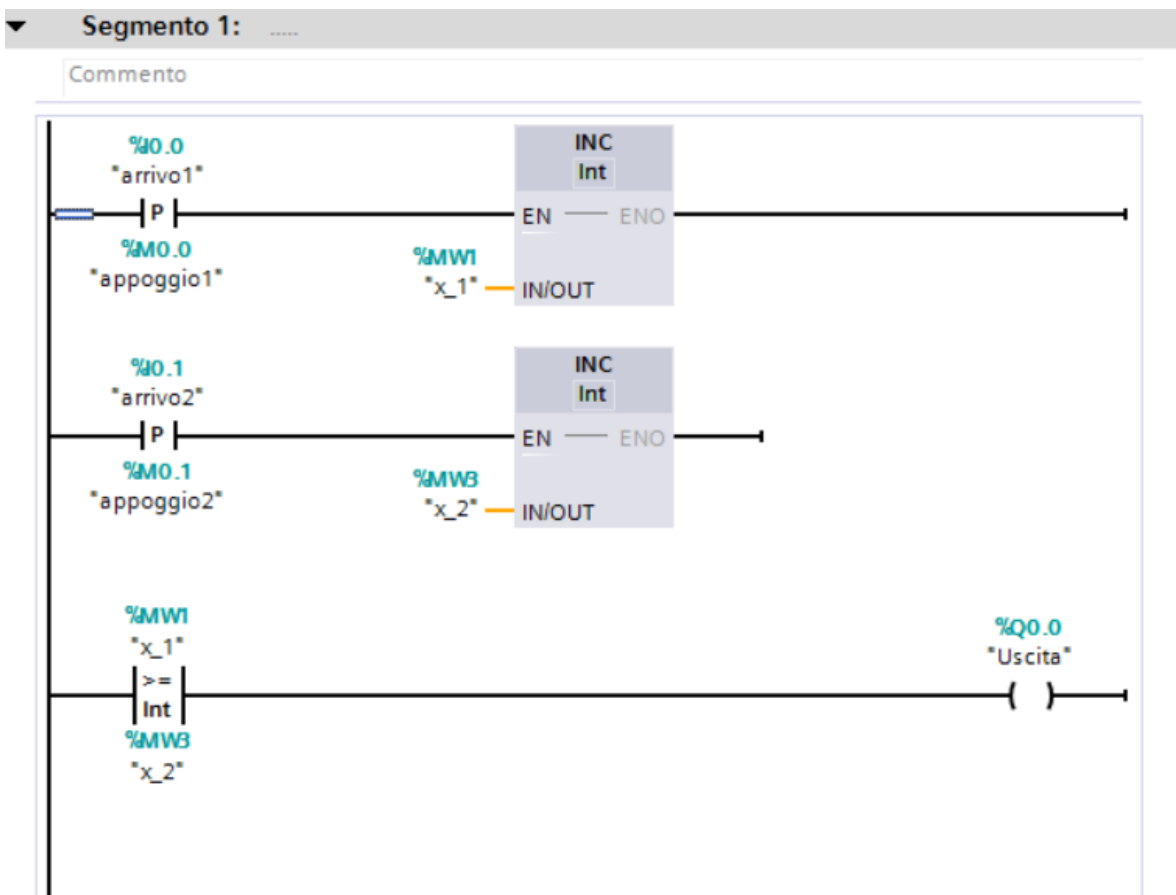 Segmento 1: .....
Commento
%I0.0
"arrivo1"
P
%M0.0
"appoggio1"
INC
Int
EN ENO
%MW1
"x_1" IN/OUT
%I0.1
"arrivo2"
P
%M0.1
"appoggio2"
INC
Int
EN ENO
%MW3
"x_2" IN/OUT
%MW1
"x_1"
>=
Int
%MW3
"x_2"
%Q0.0
"Uscita"
( )